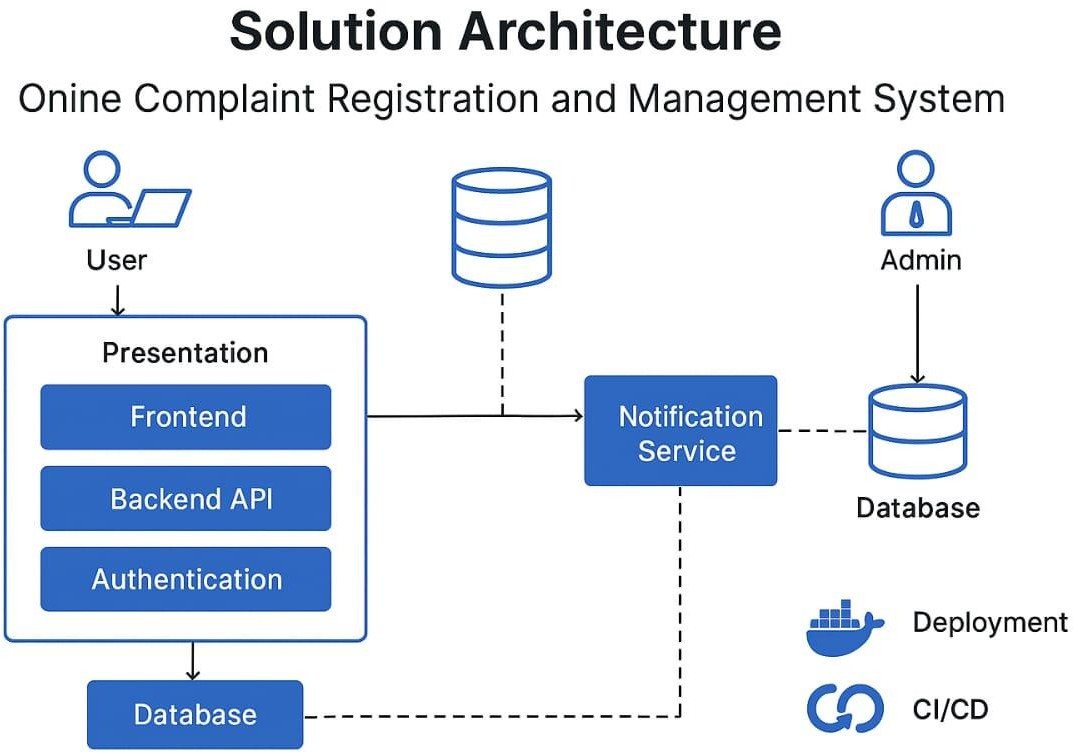 Solution Architecture
Onine Complaint Registration and Management System
User
Admin
Presentation
Frontend
Backend API
Authentication
Notification
Service
Database
Deployment
CI/CD
Database